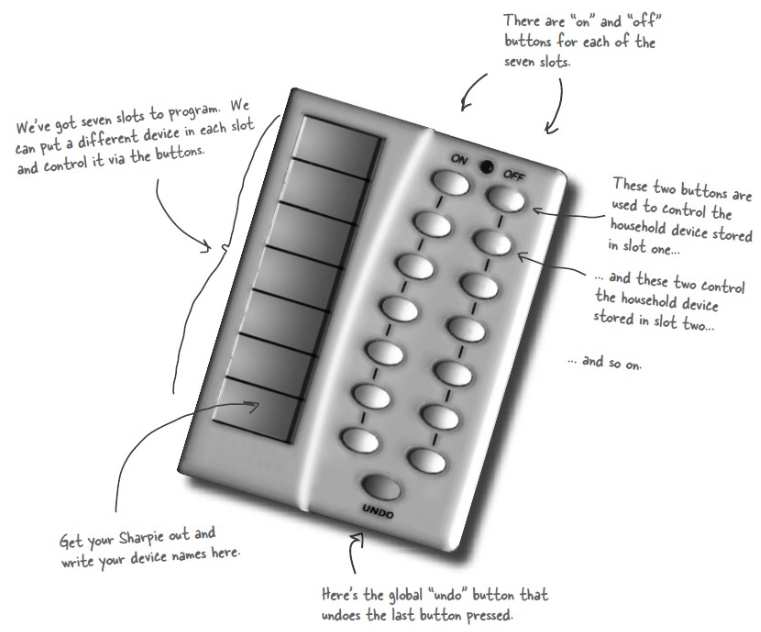 There are "on" and "off"
buttons for each of the
seven slots.
We've got seven slots to program. We
can put a different device in each slot
and control it via the buttons.
ON OFF
These two buttons are
used to control the
household device stored
in slot one...
... and these two control
the household device
stored in slot two...
... and so on.
UNDO
Get your Sharpie out and
write your device names here.
Here's the global "undo" button that
undoes the last button pressed.